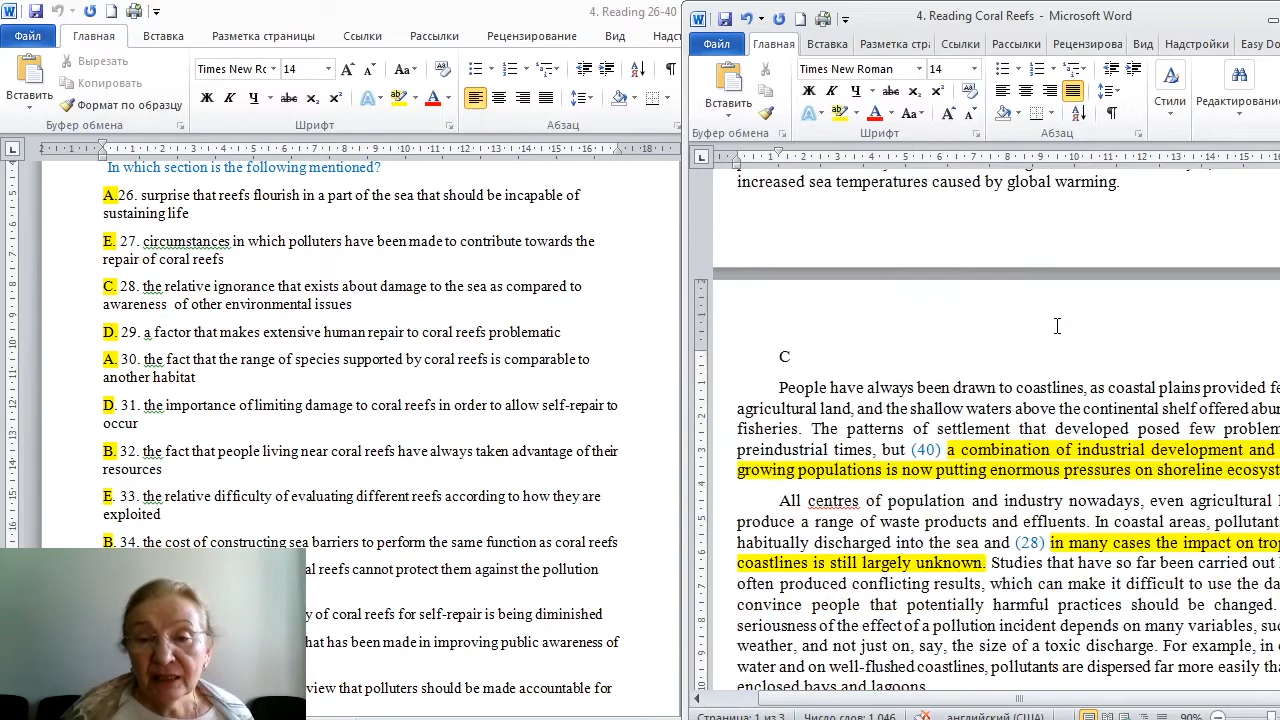 4. Reading 26-40
Файл Главная Вставка Разметка страницы Ссылки Рассылки Рецензирование Вид
Вставить
Вырезать
Копировать
Формат по образцу
Буфер обмена
Times New Rc 14
Шрифт
Абзац
In which section is the following mentioned?
A.26. surprise that reefs flourish in a part of the sea that should be incapable of
sustaining life
E. 27. circumstances in which polluters have been made to contribute towards the
repair of coral reefs
C. 28. the relative ignorance that exists about damage to the sea as compared to
awareness of other environmental issues
D. 29. a factor that makes extensive human repair to coral reefs problematic
A. 30. the fact that the range of species supported by coral reefs is comparable to
another habitat
D. 31. the importance of limiting damage to coral reefs in order to allow self-repair to
occur
B. 32. the fact that people living near coral reefs have always taken advantage of their
resources
E. 33. the relative difficulty of evaluating different reefs according to how they are
exploited
B. 34. the cost of constructing sea barriers to perform the same function as coral reefs
al reefs cannot protect them against the pollution
y of coral reefs for self-repair is being diminished
hat has been made in improving public awareness of
view that polluters should be made accountable for
4. Reading Coral Reefs - Microsoft Word
Файл Главная Вставка Разметка стра Ссылки Рассылки Рецензирова Вид Надстройки Easy Do
Вставить
Буфер обмена
Times New Roman 14
Шрифт
Абзац
Стили
Редактировани
increased sea temperatures caused by global warming.
C
People have always been drawn to coastlines, as coastal plains provided fe
agricultural land, and the shallow waters above the continental shelf offered abu
fisheries. The patterns of settlement that developed posed few problem
preindustrial times, but (40) a combination of industrial development and
growing populations is now putting enormous pressures on shoreline ecosyst
All centres of population and industry nowadays, even agricultural
produce a range of waste products and effluents. In coastal areas, pollutant
habitually discharged into the sea and (28) in many cases the impact on trop
coastlines is still largely unknown. Studies that have so far been carried out
often produced conflicting results, which can make it difficult to use the da
convince people that potentially harmful practices should be changed.
seriousness of the effect of a pollution incident depends on many variables, suc
weather, and not just on, say, the size of a toxic discharge. For example, in
water and on well-flushed coastlines, pollutants are dispersed far more easily tha
enclosed bays and lagoons.
Страница: 1 из 3 Число слов: 1 046 английский (США) 90%